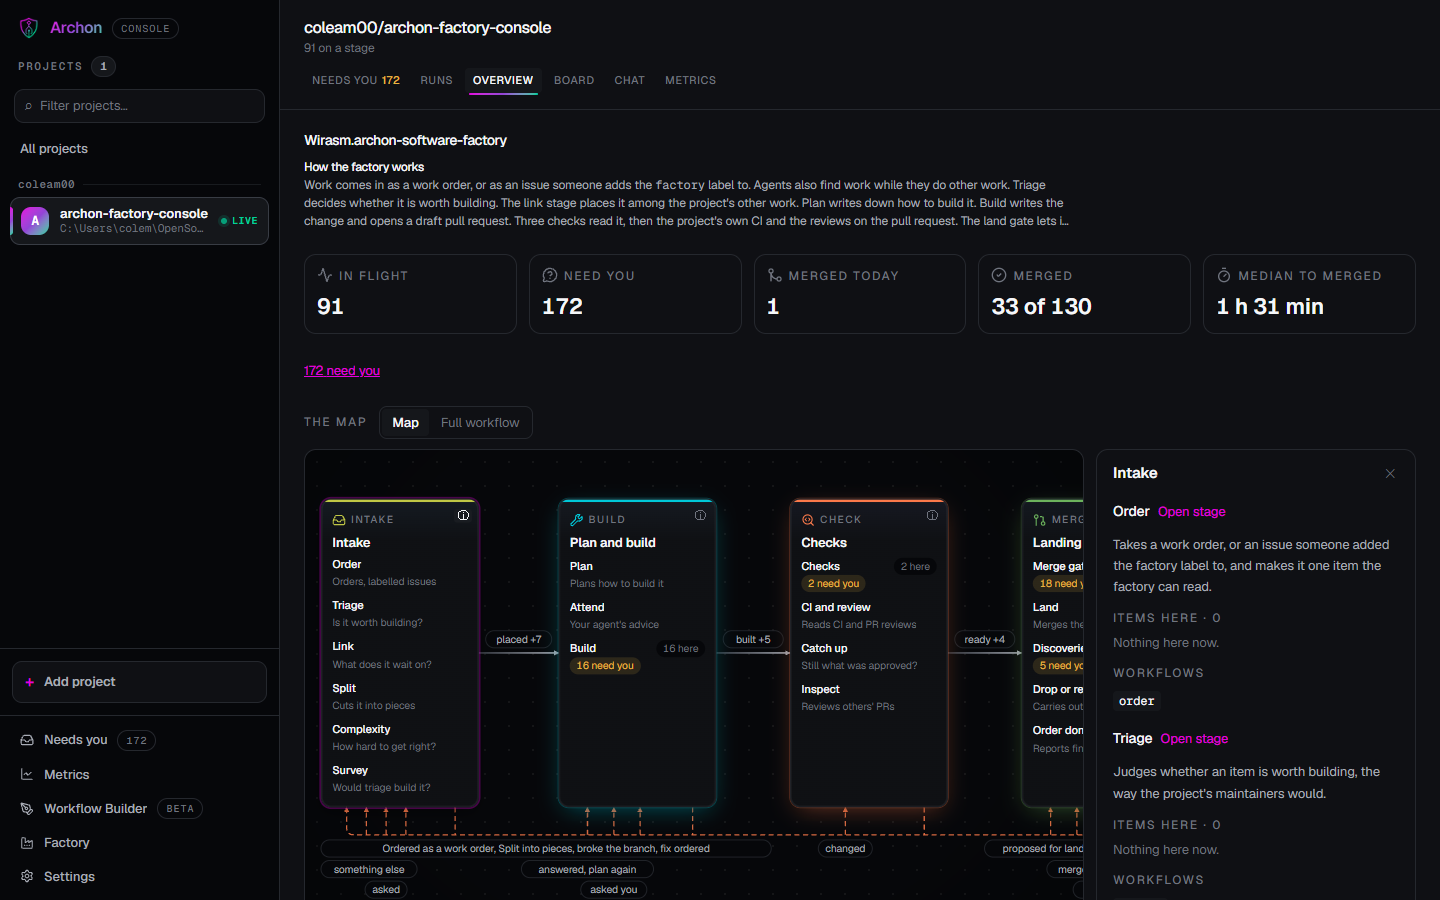 Archon CONSOLE
PROJECTS 1
Filter projects...
All projects
coleam00
A
archon-factory-console
C:\Users\colem\OpenSo…
LIVE
Add project
Needs you 172
Metrics
Workflow Builder BETA
Factory
Settings
coleam00/archon-factory-console
91 on a stage
NEEDS YOU 172 RUNS OVERVIEW BOARD CHAT METRICS
Wirasm.archon-software-factory
How the factory works
Work comes in as a work order, or as an issue someone adds the factory label to. Agents also find work while they do other work. Triage
decides whether it is worth building. The link stage places it among the project's other work. Plan writes down how to build it. Build writes the
change and opens a draft pull request. Three checks read it, then the project's own CI and the reviews on the pull request. The land gate lets i…
IN FLIGHT
91
NEED YOU
172
MERGED TODAY
1
MERGED
33 of 130
MEDIAN TO MERGED
1 h 31 min
172 need you
THE MAP Map Full workflow
INTAKE
Intake
Order
Orders, labelled issues
Triage
Is it worth building?
Link
What does it wait on?
Split
Cuts it into pieces
Complexity
How hard to get right?
Survey
Would triage build it?
placed +7
BUILD
Plan and build
Plan
Plans how to build it
Attend
Your agent's advice
Build 16 here
16 need you
built +5
CHECK
Checks
Checks 2 here
2 need you
CI and review
Reads CI and PR reviews
Catch up
Still what was approved?
Inspect
Reviews others' PRs
ready +4
MERG
Landing
Merge gat
18 need yo
Land
Merges the
Discoverie
5 need yo
Drop or re
Carries out
Order don
Reports fin
Ordered as a work order, Split into pieces, broke the branch, fix ordered
changed
proposed for land
something else
answered, plan again
merge
asked
asked you
Intake
Order Open stage
Takes a work order, or an issue someone added
the factory label to, and makes it one item the
factory can read.
ITEMS HERE · 0
Nothing here now.
WORKFLOWS
order
Triage Open stage
Judges whether an item is worth building, the
way the project's maintainers would.
ITEMS HERE · 0
Nothing here now.
WORKFLOWS